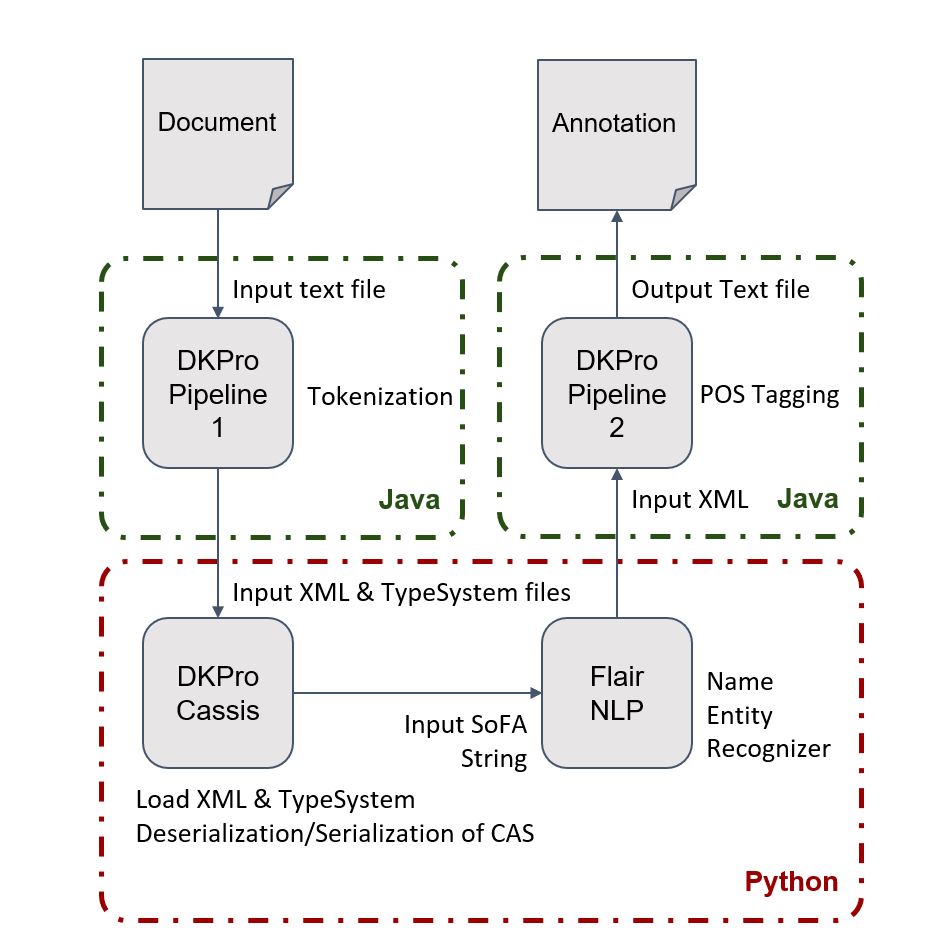 Document
Annotation
Input text file
Output Text file
DKPro
Pipeline
1
Tokenization
DKPro
Pipeline
2
POS Tagging
Java
Input XML
Java
Input XML & TypeSystem files
DKPro
Cassis
Input SoFA
String
Flair
NLP
Name
Entity
Recognizer
Load XML & TypeSystem
Deserialization/Serialization of CAS
Python